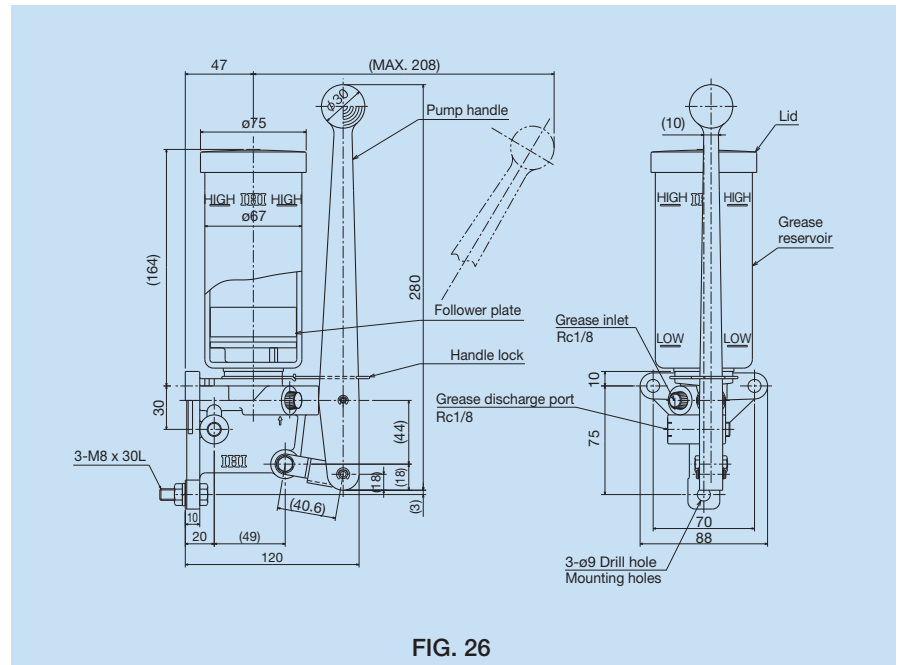 47
(MAX. 208)
ø30
ø75
Pump handle
HIGH IHI HIGH
ø67
(164)
280
Follower plate
Handle lock
30
(44)
IHI
3-M8 x 30L
(18)
(18)
(40.6)
(3)
10
20
(49)
120
(10)
Lid
HIGH
HIGH
Grease
reservoir
Grease inlet
Rc1/8
LOW
LOW
10
Grease discharge port
Rc1/8
75
70
88
3-ø9 Drill hole
Mounting holes
FIG. 26